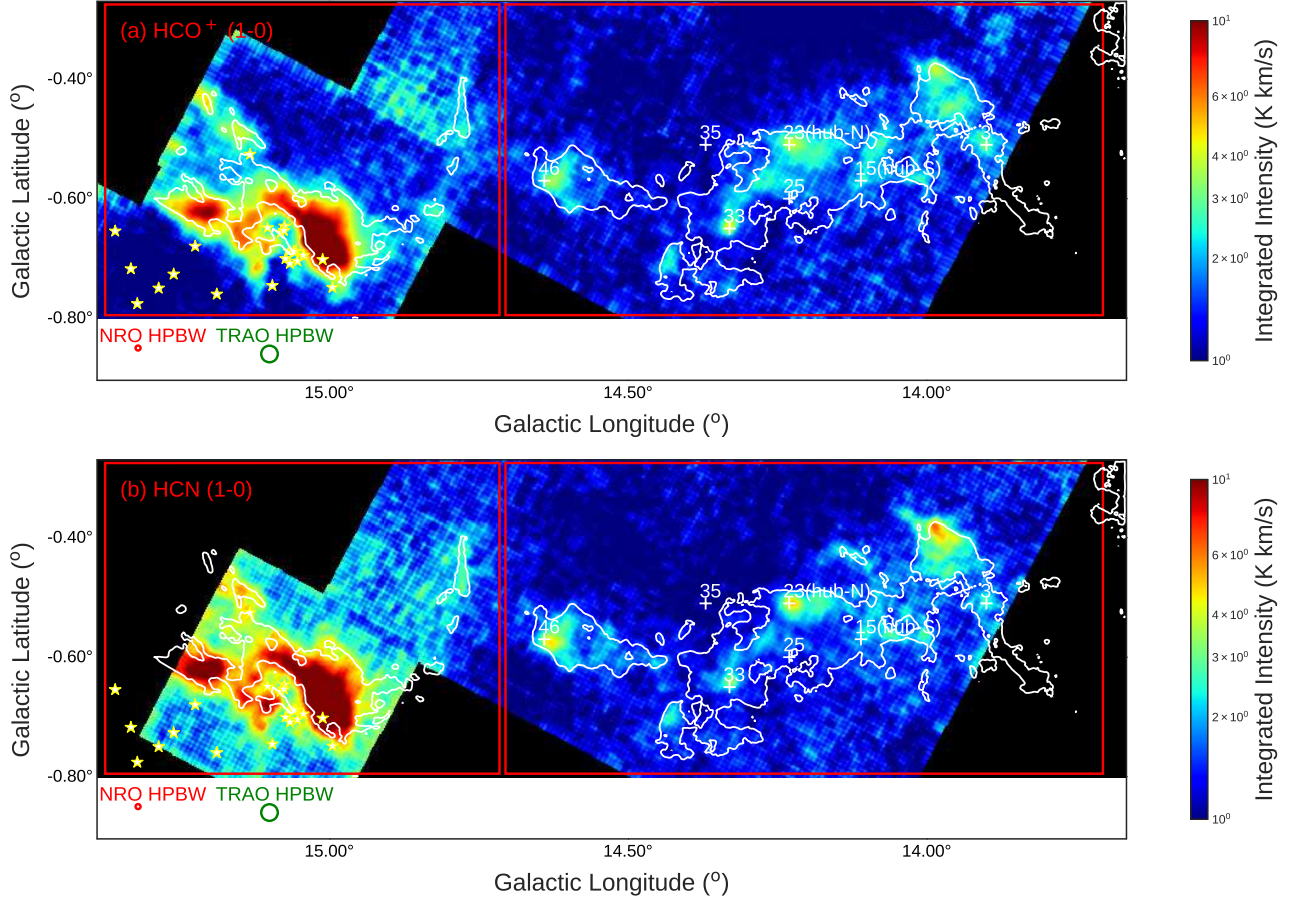 (a) HCO⁺ (1-0)
-0.40°
-0.60°
-0.80°
Galactic Latitude (º)
35
23(hub-N)
3
46
15(hub-S)
25
33
NRO HPBW TRAO HPBW
15.00° 14.50° 14.00°
Galactic Longitude (º)
10¹
6×10⁰
4×10⁰
3×10⁰
2×10⁰
10⁰
Integrated Intensity (K km/s)
(b) HCN (1-0)
-0.40°
-0.60°
-0.80°
Galactic Latitude (º)
35
23(hub-N)
3
46
15(hub-S)
25
33
NRO HPBW TRAO HPBW
15.00° 14.50° 14.00°
Galactic Longitude (º)
10¹
6×10⁰
4×10⁰
3×10⁰
2×10⁰
10⁰
Integrated Intensity (K km/s)